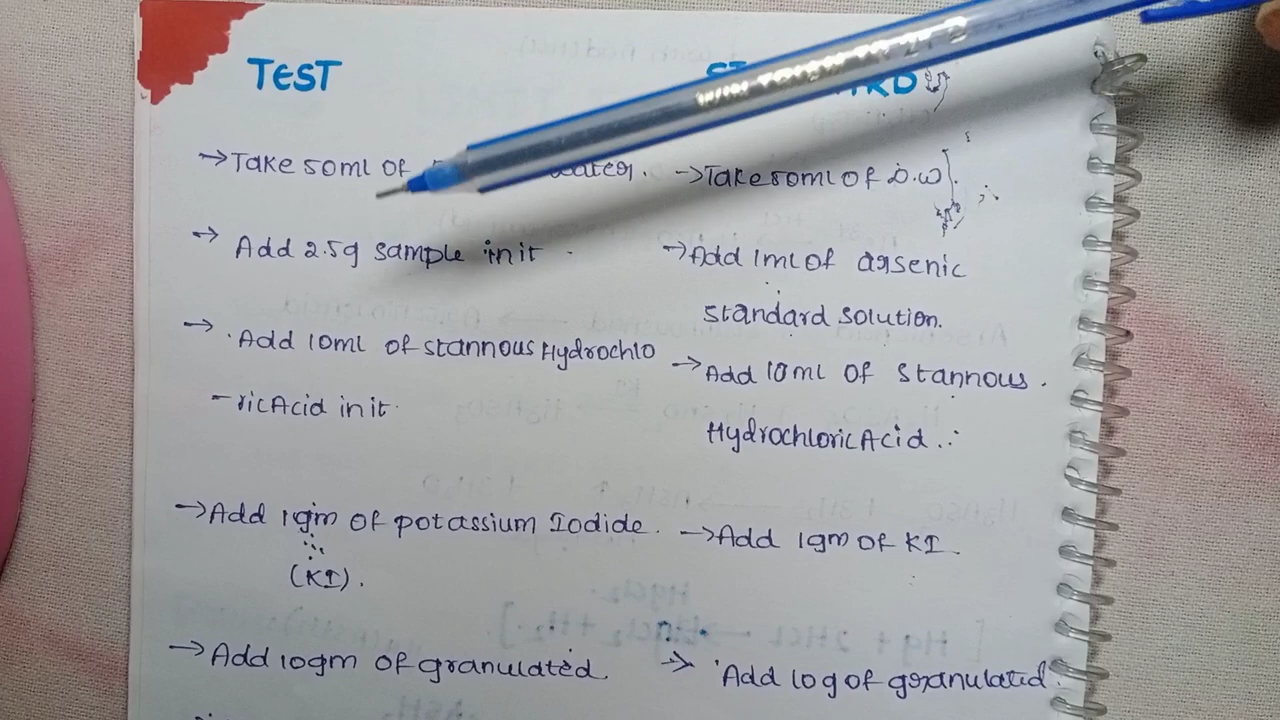 TEST
→Take 50ml of water.
→ Add 2.5g sample in it.
→ Add 10ml of stannous Hydrochlo
-ric Acid in it.
→Add 1gm of potassium Iodide.
(KI).
→Add 10gm of granulated
→Take 50ml of D.W
→Add 1ml of arsenic
standard solution.
→Add 10ml of Stannous.
Hydrochloric Acid.
→Add 1gm of KI.
→ Add 10g of granulated.